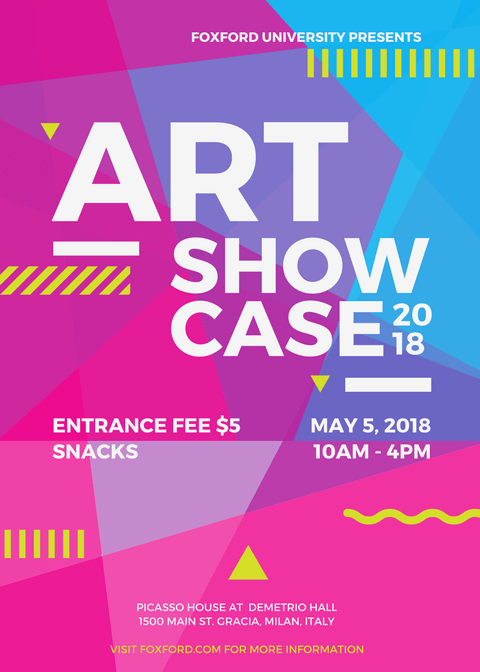 FOXFORD UNIVERSITY PRESENTS
ART
SHOW
CASE
20
18
ENTRANCE FEE $5
SNACKS
MAY 5, 2018
10AM - 4PM
PICASSO HOUSE AT DEMETRIO HALL
1500 MAIN ST. GRACIA, MILAN, ITALY
VISIT FOXFORD.COM FOR MORE INFORMATION